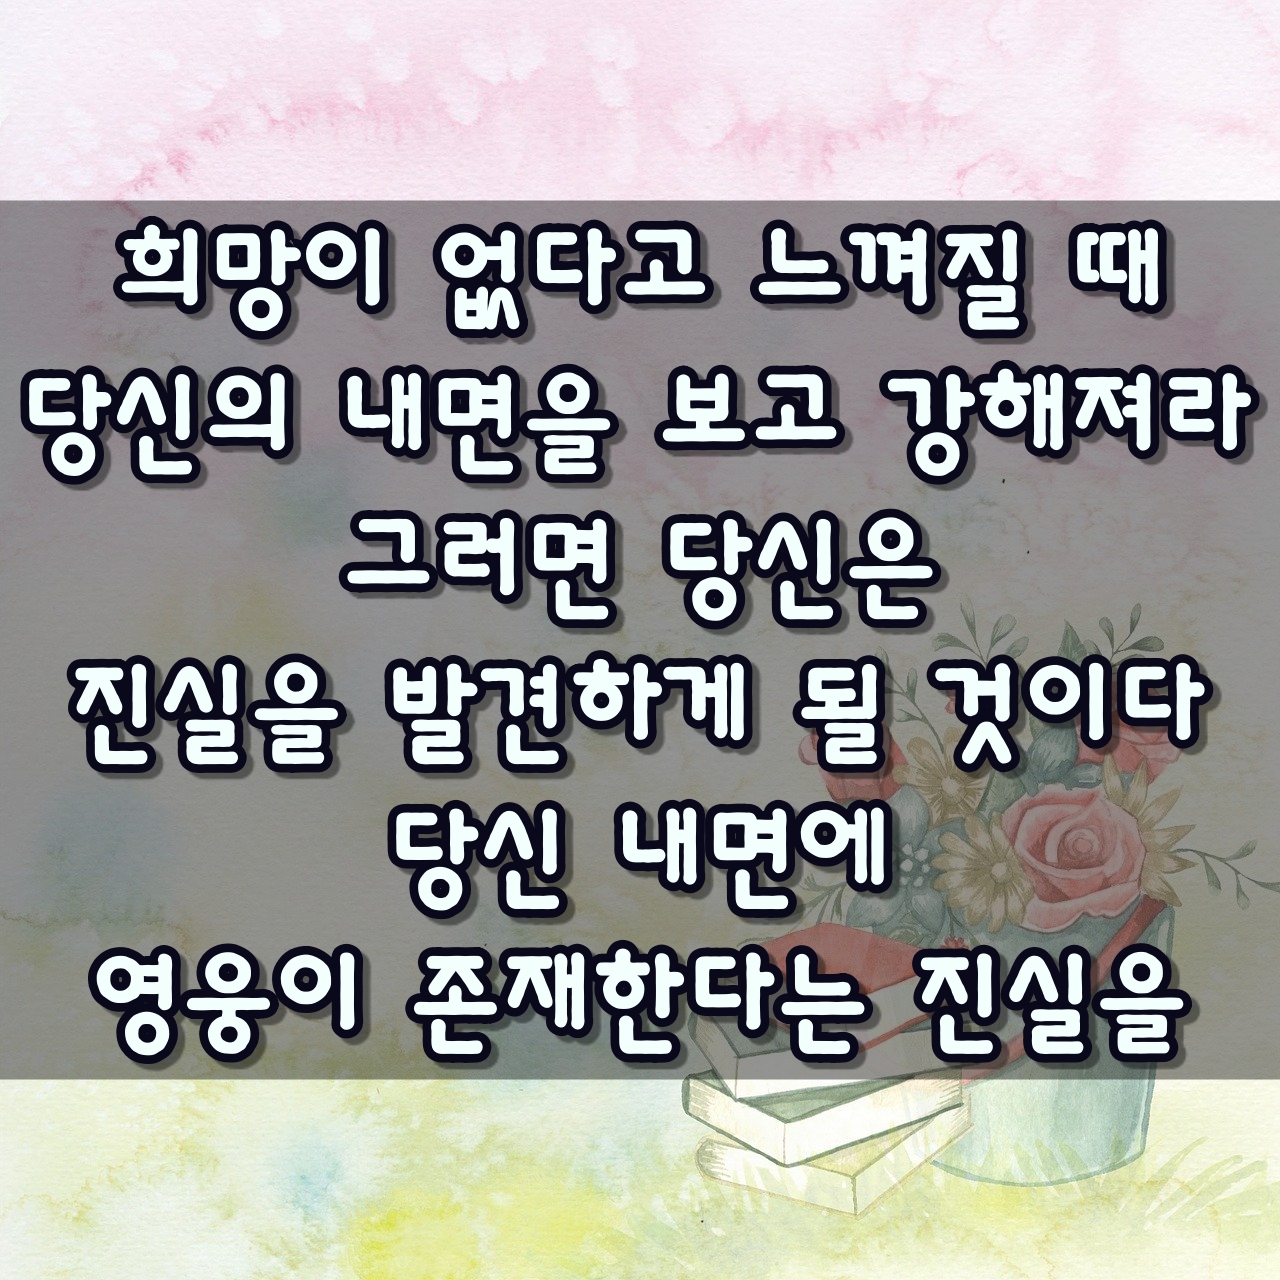 희망이 없다고 느껴질 때
당신의 내면을 보고 강해져라
그러면 당신은
진실을 발견하게 될 것이다
당신 내면에
영웅이 존재한다는 진실을